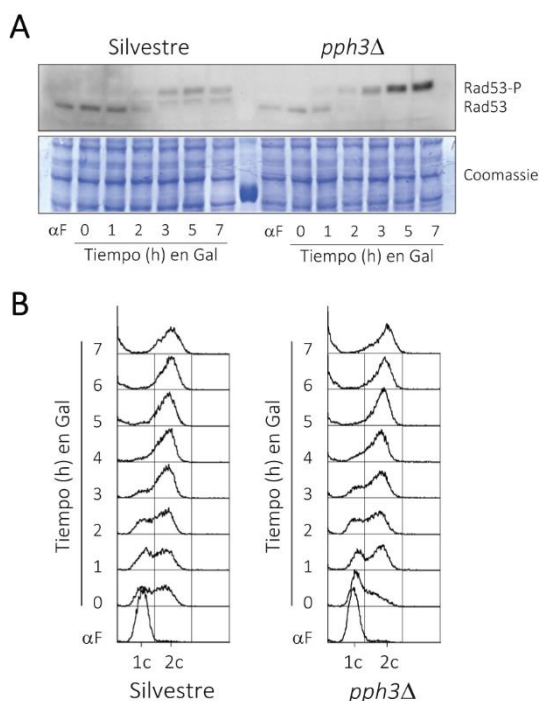 A
Silvestre pph3Δ
Rad53-P
Rad53
Coomassie
αF 0 1 2 3 5 7 αF 0 1 2 3 5 7
Tiempo (h) en Gal Tiempo (h) en Gal
B
Tiempo (h) en Gal Tiempo (h) en Gal
7 7
6 6
5 5
4 4
3 3
2 2
1 1
0 0
αF αF
1c 2c 1c 2c
Silvestre pph3Δ